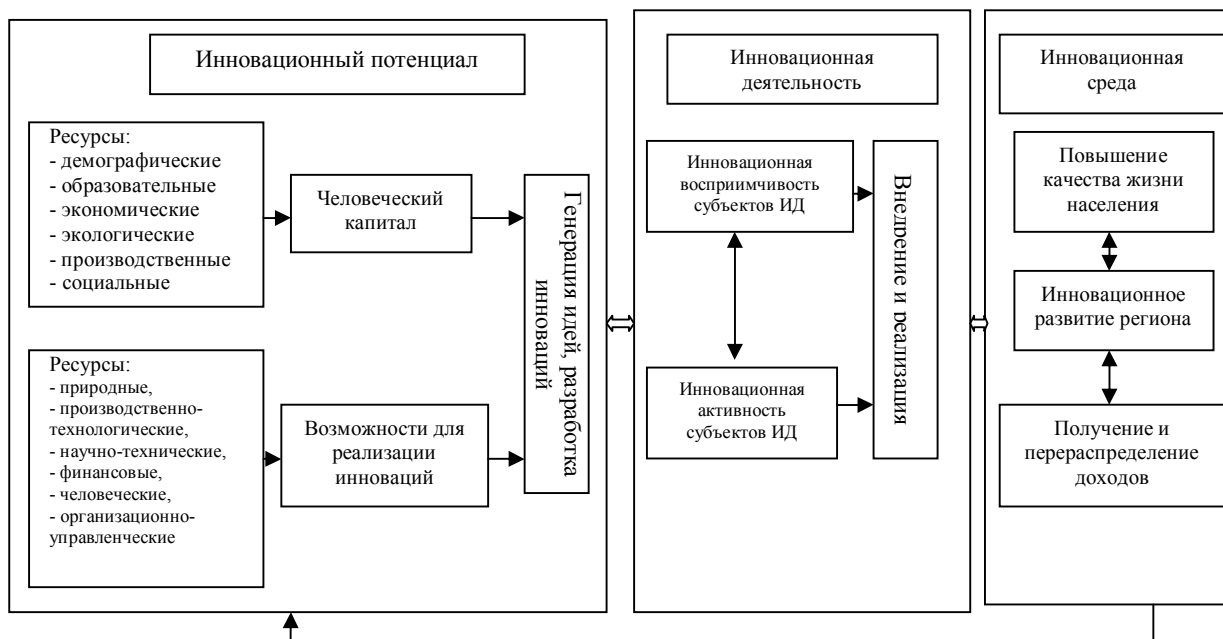 Инновационный потенциал
Ресурсы:
- демографические
- образовательные
- экономические
- экологические
- производственные
- социальные
Человеческий
капитал
Ресурсы:
- природные,
- производственно-
технологические,
- научно-технические,
- финансовые,
- человеческие,
- организационно-
управленческие
Возможности для
реализации
инноваций
Генерация идей, разработка
инноваций
Инновационная
деятельность
Инновационная
восприимчивость
субъектов ИД
Инновационная
активность
субъектов ИД
Внедрение и реализация
Инновационная
среда
Повышение
качества жизни
населения
Инновационное
развитие региона
Получение и
перераспределение
доходов